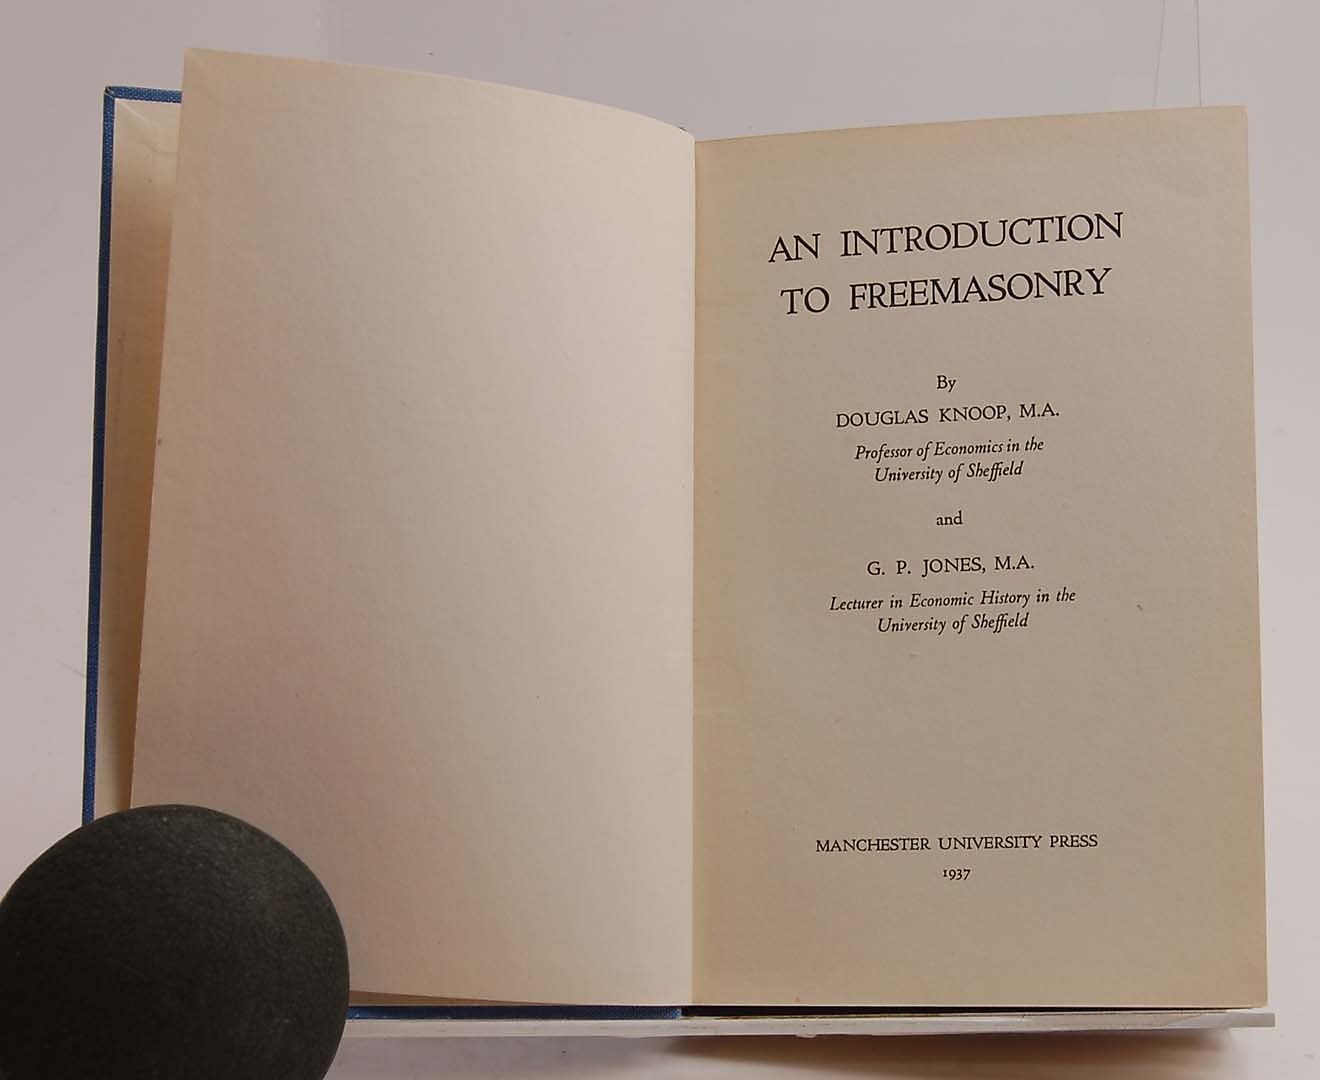 AN INTRODUCTION
TO FREEMASONRY
By
DOUGLAS KNOOP, M.A.
Professor of Economics in the
University of Sheffield
and
G. P. JONES, M.A.
Lecturer in Economic History in the
University of Sheffield
MANCHESTER UNIVERSITY PRESS
1937